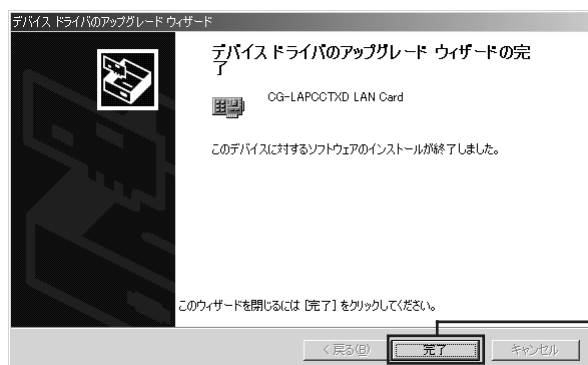 デバイス ドライバのアップグレード ウィザード
デバイス ドライバのアップグレード ウィザードの完
了
CG-LAPCCTXD LAN Card
このデバイスに対するソフトウェアのインストールが終了しました。
このウィザードを閉じるには [完了] をクリックしてください。
< 戻る(B)
完了
キャンセル